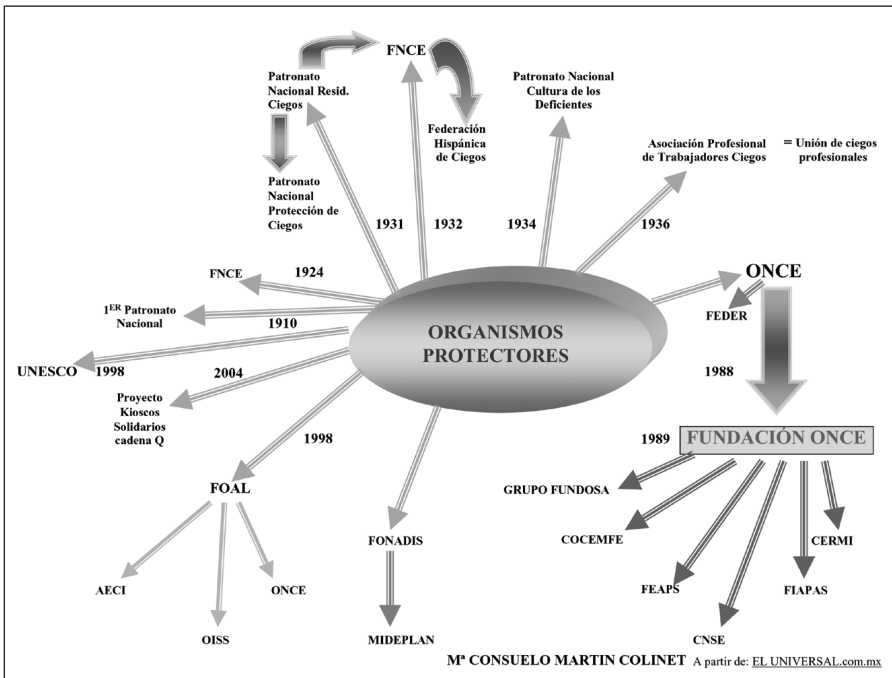 FNCE
Patronato
Nacional Resid.
Ciegos
Patronato Nacional
Cultura de los
Deficientes
Federación
Hispánica
de Ciegos
Asociación Profesional
de Trabajadores Ciegos
= Unión de ciegos
profesionales
Patronato
Nacional
Protección de
Ciegos
1931
1932
1934
1936
FNCE
1924
ONCE
FEDER
1ER Patronato
Nacional
1910
ORGANISMOS
PROTECTORES
UNESCO
1998
2004
1988
Proyecto
Kioscos
Solidarios
cadena Q
1998
1989
FUNDACIÓN ONCE
FOAL
GRUPO FUNDOSA
FONADIS
COCEMFE
CERMI
AECI
ONCE
FEAPS
FIAPAS
OISS
MIDEPLAN
CNSE
Mª CONSUELO MARTIN COLINET A partir de: EL UNIVERSAL.com.mx